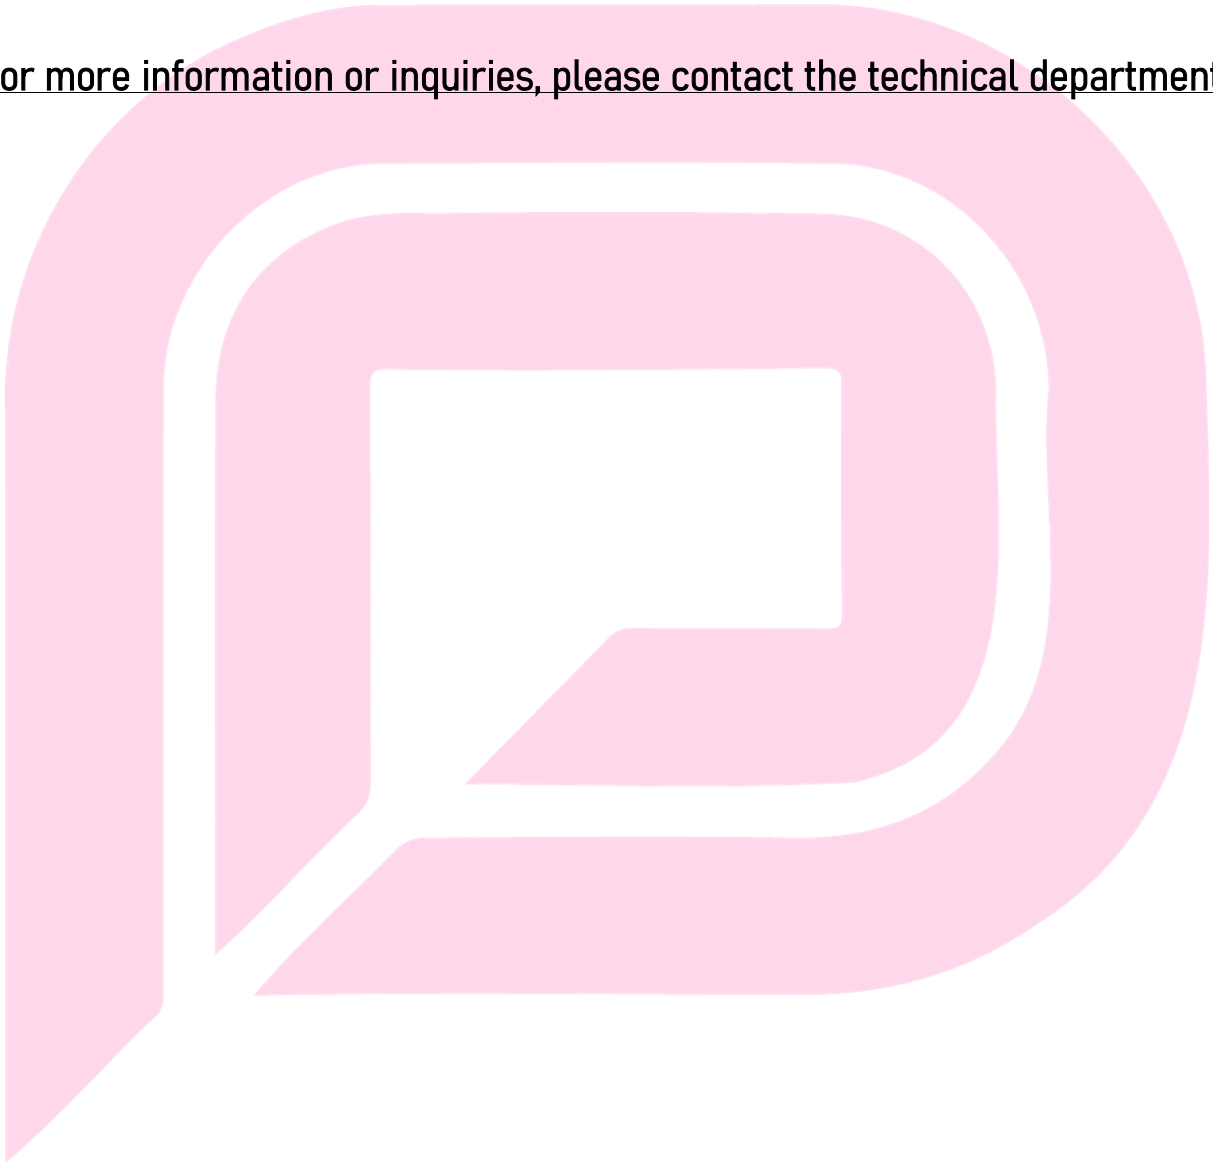 or more information or inquiries, please contact the technical department